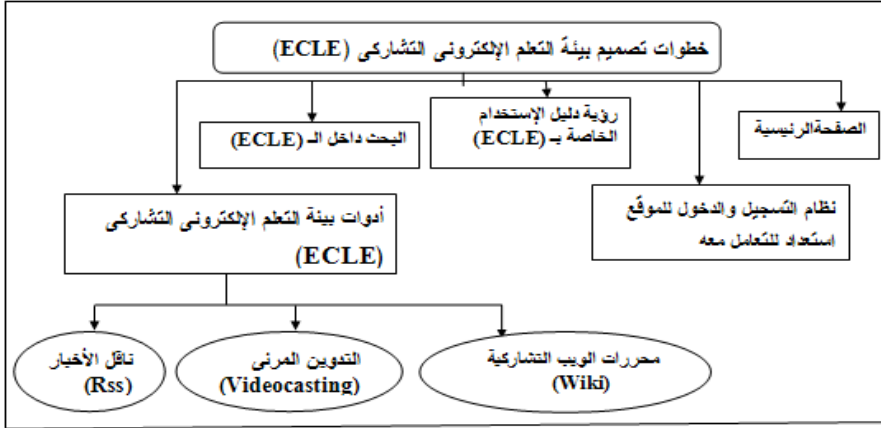 خطوات تصميم بيئة التعلم الإلكترونى التشاركى (ECLE)
الصفحةالرئيسية
رؤية دليل الإستخدام
الخاصة بـ (ECLE)
البحث داخل الـ (ECLE)
نظام التسجيل والدخول للموقع
استعداد للتعامل معه
أدوات بيئة التعلم الإلكترونى التشاركى
(ECLE)
محررات الويب التشاركية
(Wiki)
التدوين المرئى
(Videocasting)
ناقل الأخبار
(Rss)